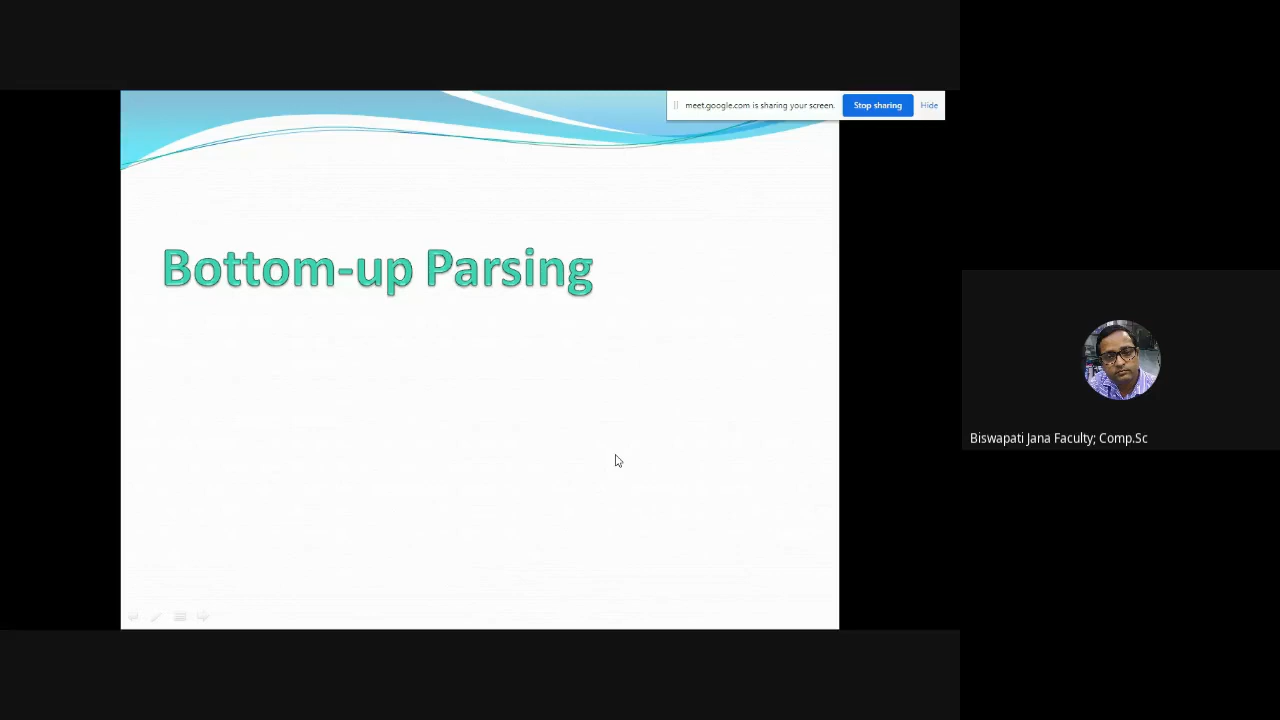 meet.google.com is sharing your screen.
Stop sharing
Hide
Bottom-up Parsing
Biswapati Jana Faculty; Comp.Sc